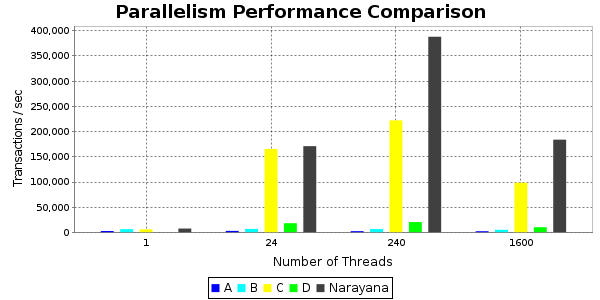 Parallelism Performance Comparison
400,000
350,000
300,000
250,000
200,000
150,000
100,000
50,000
0
Transactions / sec
1 24 240 1600
Number of Threads
A B C D Narayana